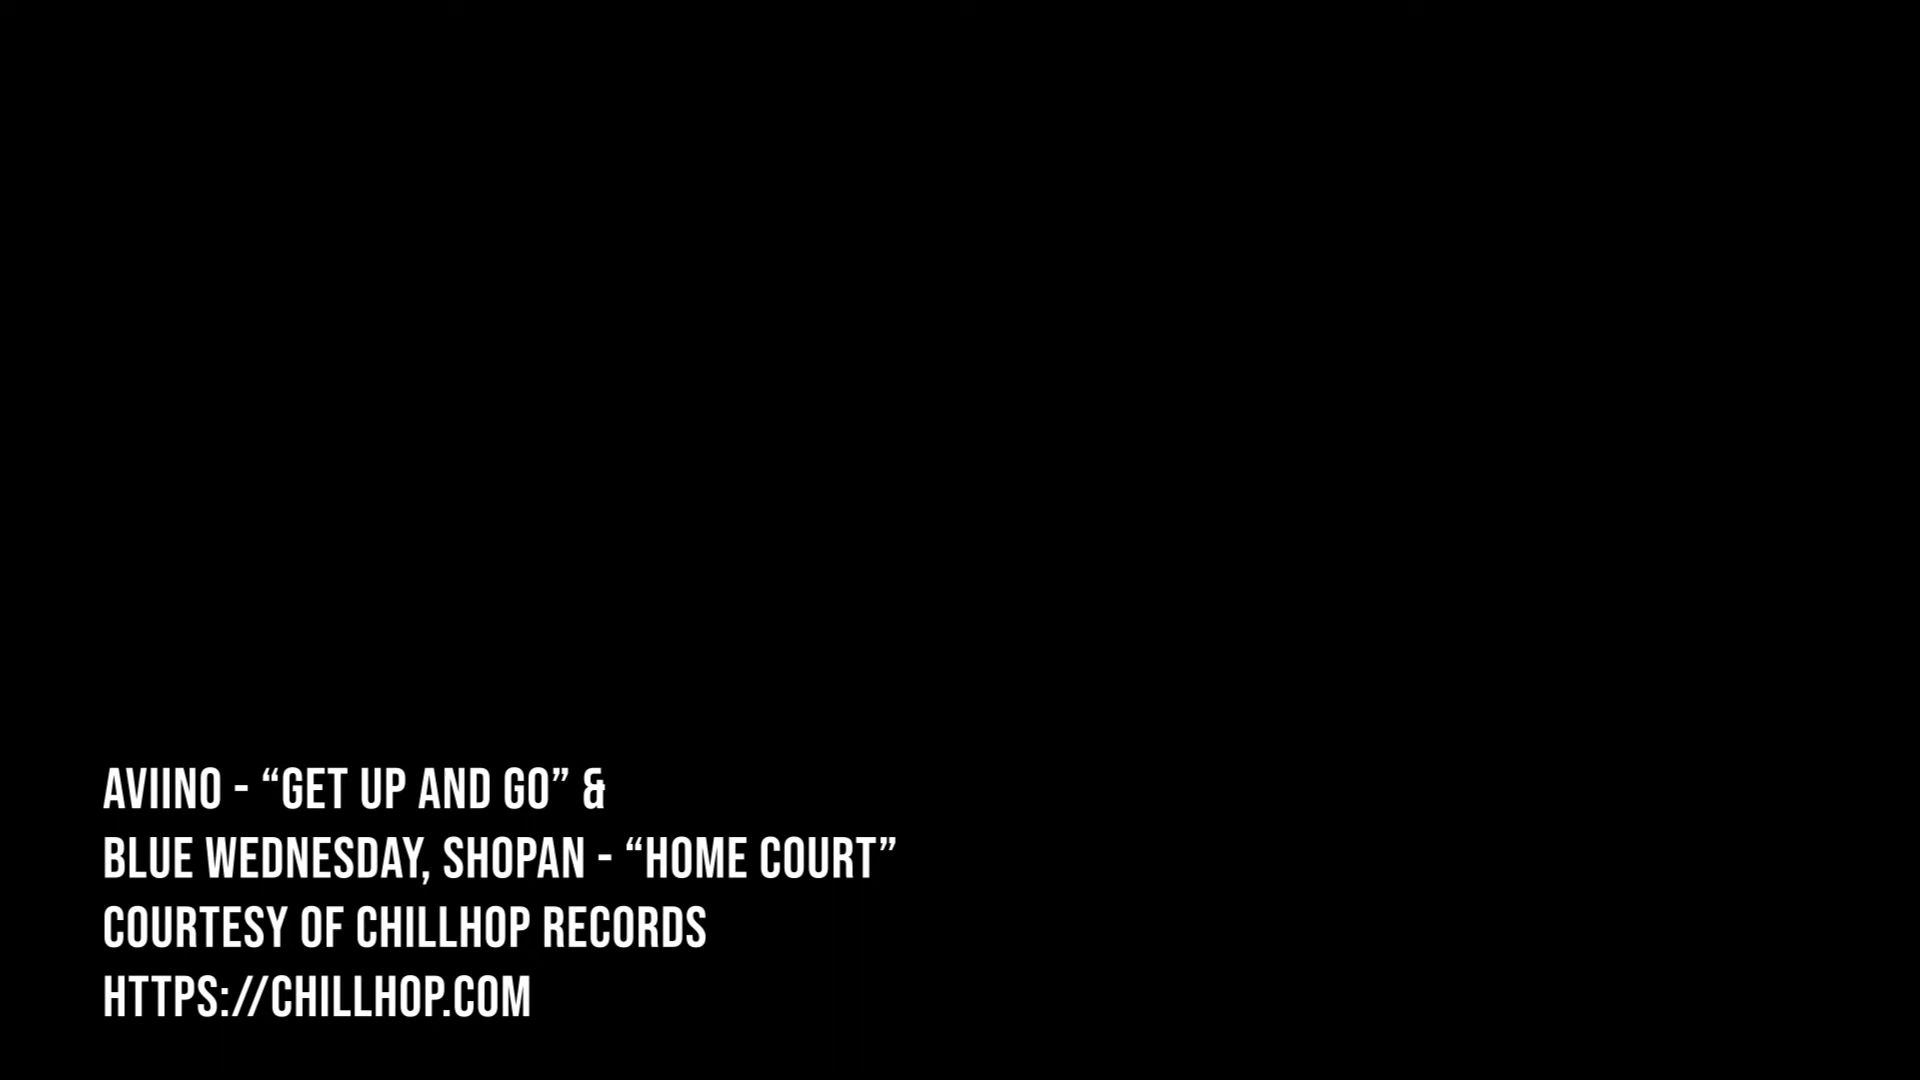 AVIINO - “GET UP AND GO” &
BLUE WEDNESDAY, SHOPAN - “HOME COURT”
COURTESY OF CHILLHOP RECORDS
HTTPS://CHILLHOP.COM